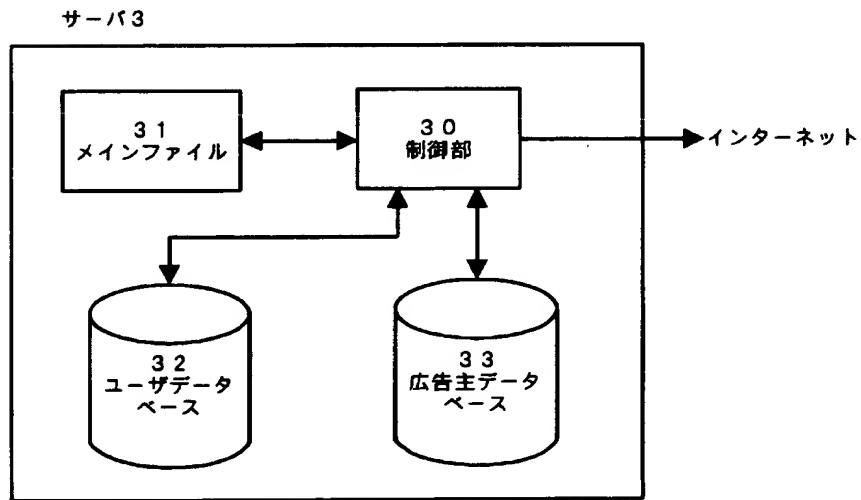 サーバ3
31
メインファイル
30
制御部
インターネット
32
ユーザデータ
ベース
33
広告主データ
ベース